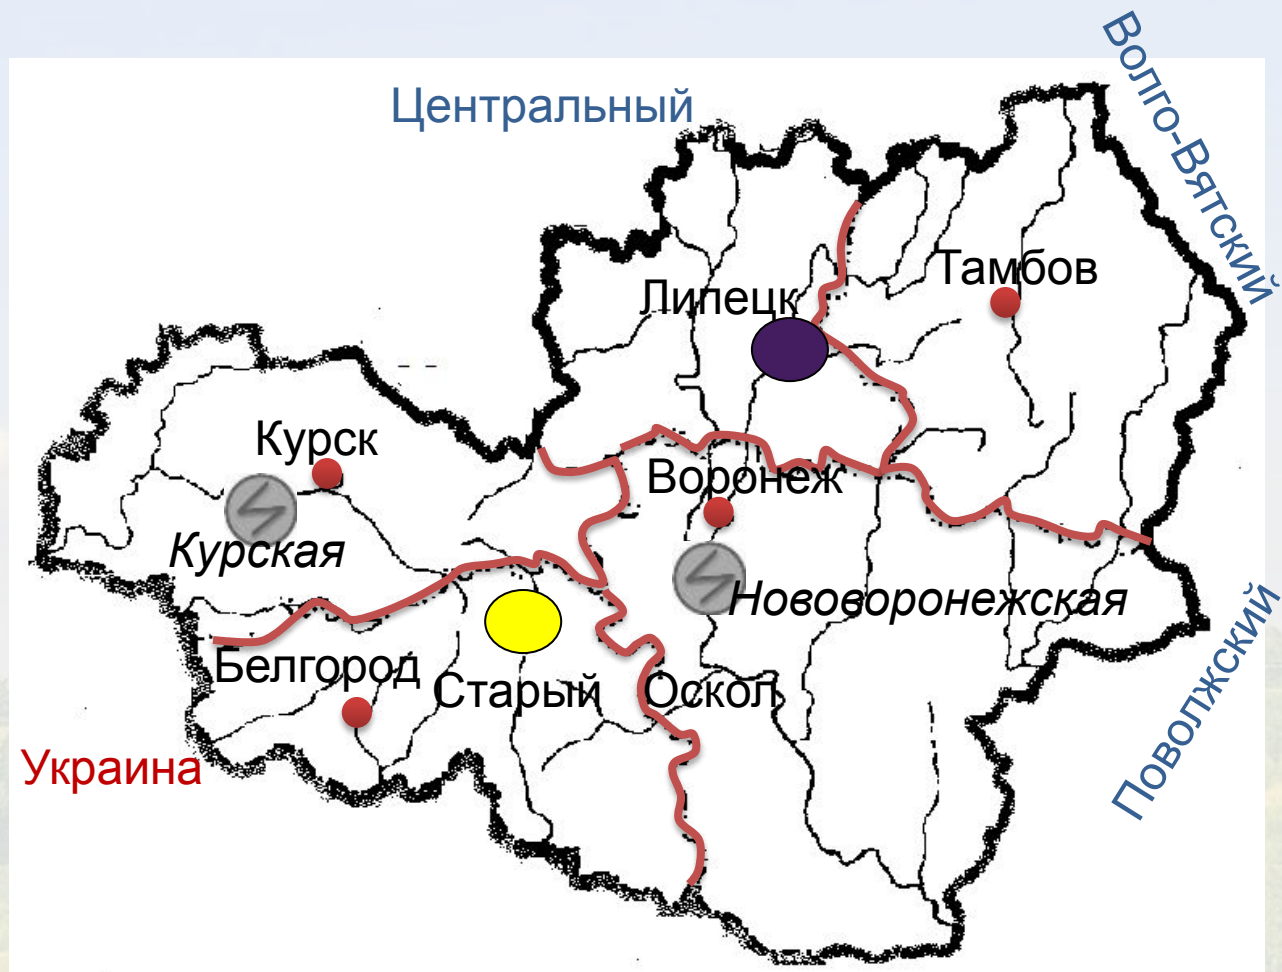 Центральный
Волго-Вятский
Тамбов
Липецк
Курск
Воронеж
Курская
Нововоронежская
Белгород
Старый Оскол
Украина
Поволжский